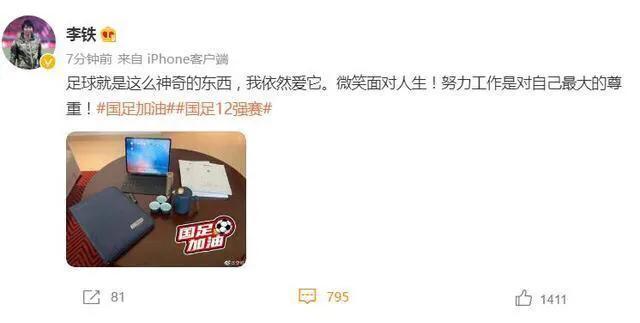 李铁
7分钟前 来自 iPhone客户端
足球就是这么神奇的东西，我依然爱它。微笑面对人生！努力工作是对自己最大的尊
重！#国足加油##国足12强赛#
国足
加油
81
795
1411